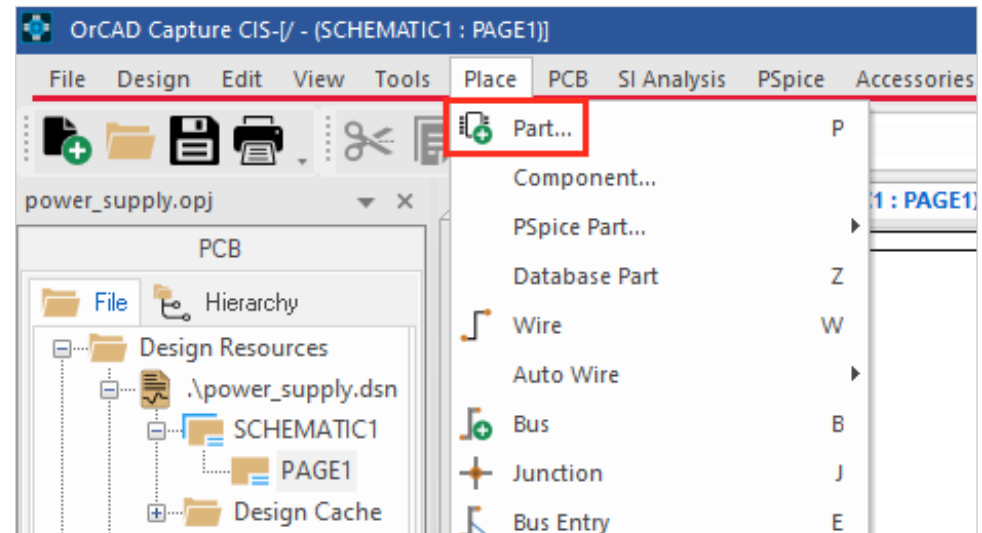 OrCAD Capture CIS-[/ - (SCHEMATIC1 : PAGE1)]
File Design Edit View Tools Place PCB SI Analysis PSpice Accessories
Part... P
power_supply.opj
Component...
1 : PAGE1)
PCB
PSpice Part...
File Hierarchy
Database Part Z
Design Resources
Wire W
.\power_supply.dsn
Auto Wire
SCHEMATIC1
Bus B
PAGE1
Junction J
Design Cache
Bus Entry E